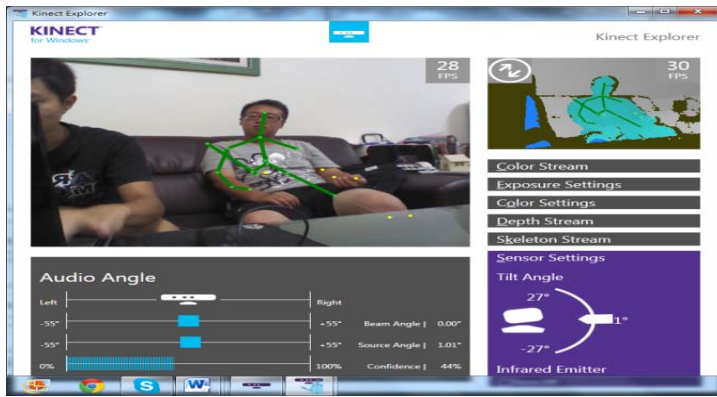 Kinect Explorer
KINECT
for Windows
Kinect Explorer
28
FPS
30
FPS
Color Stream
Exposure Settings
Color Settings
Depth Stream
Skeleton Stream
Sensor Settings
Tilt Angle
27°
1°
-27°
Infrared Emitter
Audio Angle
Left
Right
-55°
+55°
Beam Angle | 0.00°
-55°
+55°
Source Angle | 1.01°
0%
100%
Confidence | 44%
S
W